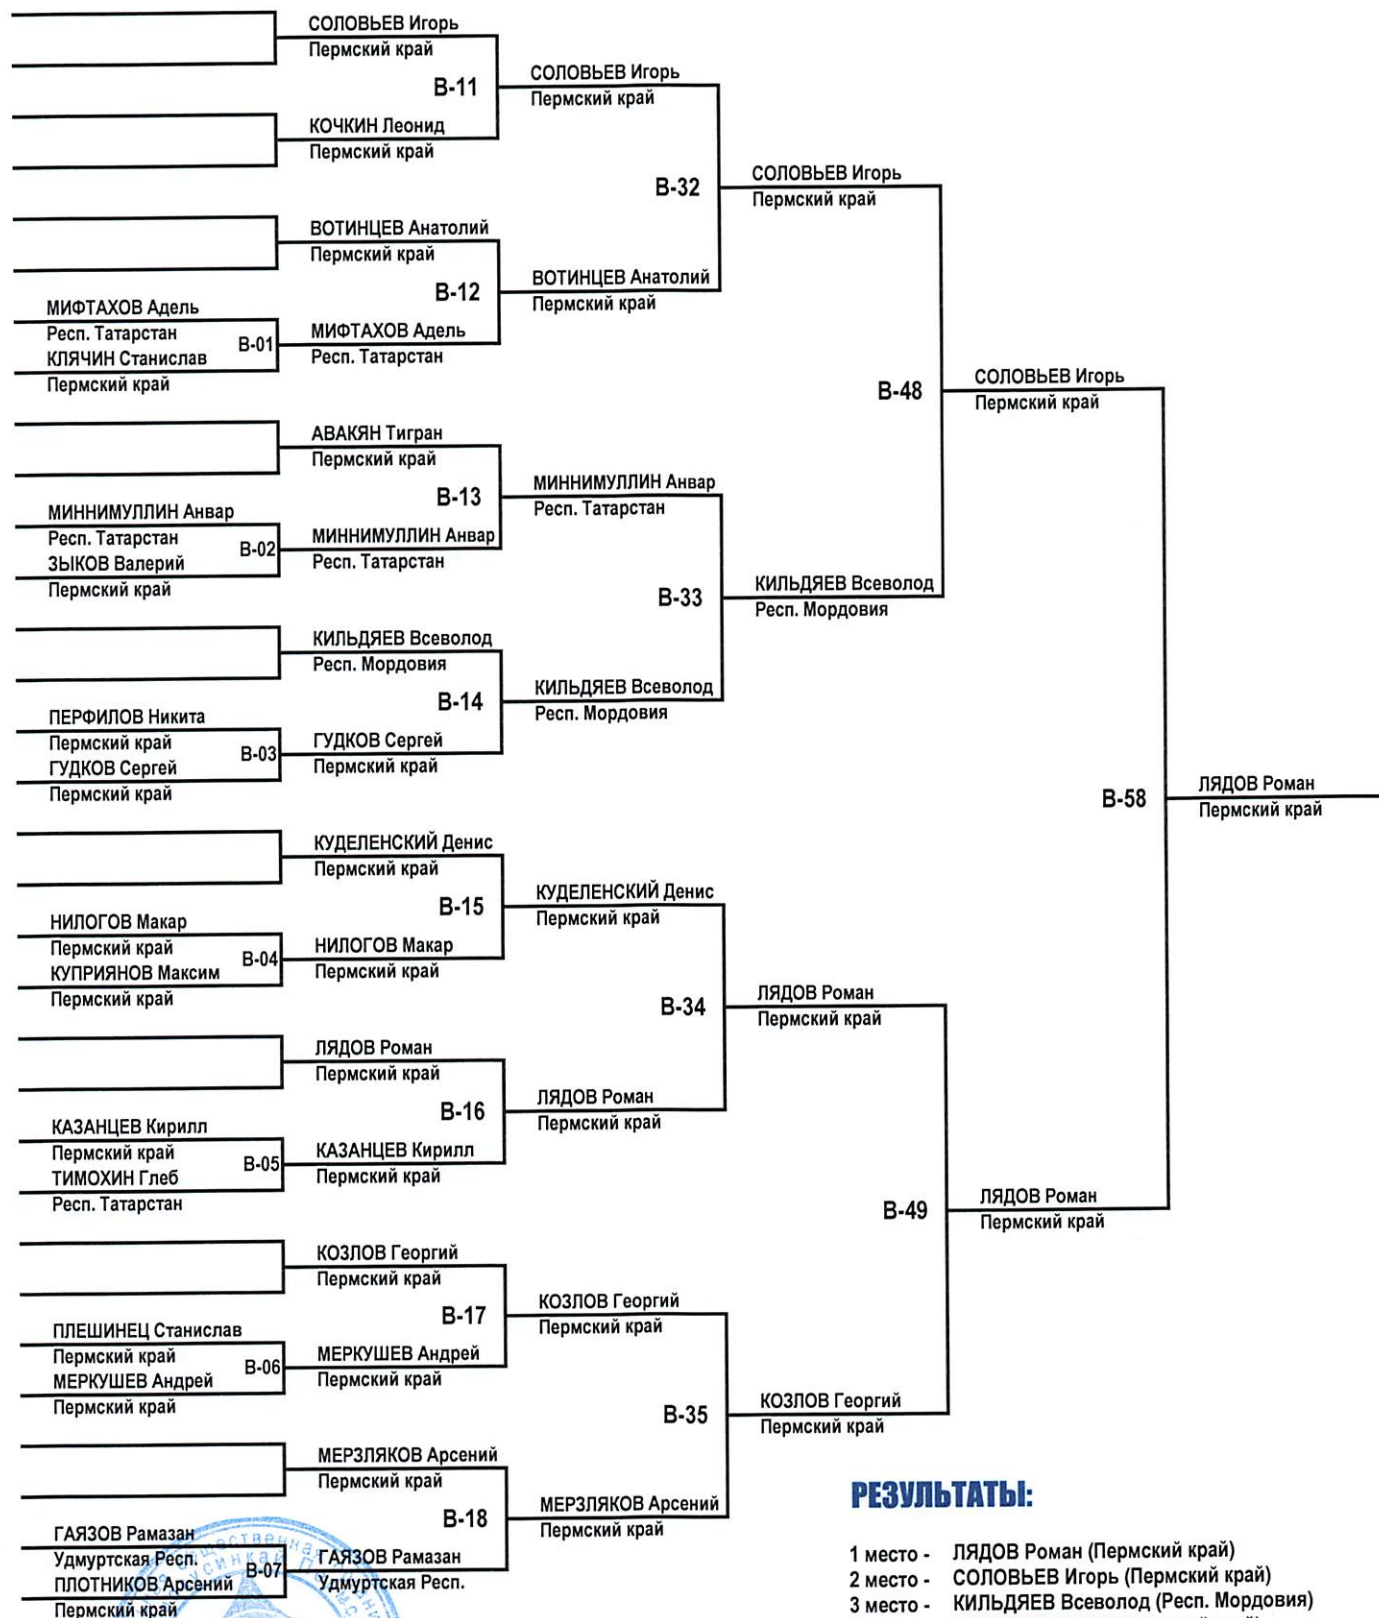 СОЛОВЬЕВ Игорь
Пермский край
В-11
КОЧКИН Леонид
Пермский край
СОЛОВЬЕВ Игорь
Пермский край
В-32
ВОТИНЦЕВ Анатолий
Пермский край
В-12
МИФТАХОВ Адель
Респ. Татарстан
КЛЯЧИН Станислав
Пермский край
В-01
МИФТАХОВ Адель
Респ. Татарстан
ВОТИНЦЕВ Анатолий
Пермский край
СОЛОВЬЕВ Игорь
Пермский край
В-48
АВАКЯН Тигран
Пермский край
В-13
МИННИМУЛЛИН Анвар
Респ. Татарстан
ЗЫКОВ Валерий
Пермский край
В-02
МИННИМУЛЛИН Анвар
Респ. Татарстан
МИННИМУЛЛИН Анвар
Респ. Татарстан
В-33
КИЛЬДЯЕВ Всеволод
Респ. Мордовия
В-14
ПЕРФИЛОВ Никита
Пермский край
ГУДКОВ Сергей
Пермский край
В-03
ГУДКОВ Сергей
Пермский край
КИЛЬДЯЕВ Всеволод
Респ. Мордовия
КИЛЬДЯЕВ Всеволод
Респ. Мордовия
СОЛОВЬЕВ Игорь
Пермский край
В-58
ЛЯДОВ Роман
Пермский край
КУДЕЛЕНСКИЙ Денис
Пермский край
В-15
НИЛОГОВ Макар
Пермский край
КУПРИЯНОВ Максим
Пермский край
В-04
НИЛОГОВ Макар
Пермский край
КУДЕЛЕНСКИЙ Денис
Пермский край
В-34
ЛЯДОВ Роман
Пермский край
В-16
КАЗАНЦЕВ Кирилл
Пермский край
ТИМОХИН Глеб
Респ. Татарстан
В-05
КАЗАНЦЕВ Кирилл
Пермский край
ЛЯДОВ Роман
Пермский край
ЛЯДОВ Роман
Пермский край
В-49
ЛЯДОВ Роман
Пермский край
КОЗЛОВ Георгий
Пермский край
В-17
ПЛЕШИНЕЦ Станислав
Пермский край
МЕРКУШЕВ Андрей
Пермский край
В-06
МЕРКУШЕВ Андрей
Пермский край
КОЗЛОВ Георгий
Пермский край
В-35
КОЗЛОВ Георгий
Пермский край
МЕРЗЛЯКОВ Арсений
Пермский край
В-18
ГАЯЗОВ Рамазан
Удмуртская Респ.
ПЛОТНИКОВ Арсений
Пермский край
В-07
ГАЯЗОВ Рамазан
Удмуртская Респ.
МЕРЗЛЯКОВ Арсений
Пермский край
РЕЗУЛЬТАТЫ:
1 место - ЛЯДОВ Роман (Пермский край)
2 место - СОЛОВЬЕВ Игорь (Пермский край)
3 место - КИЛЬДЯЕВ Всеволод (Респ. Мордовия)